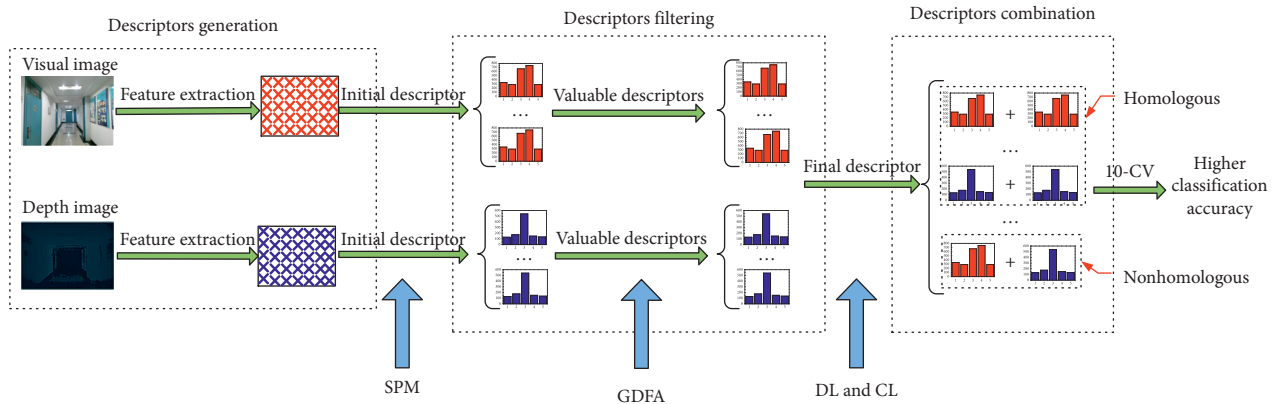 Descriptors generation
Descriptors filtering
Descriptors combination
Visual image
Feature extraction
Initial descriptor
Valuable descriptors
...
...
Homologous
+
...
Final descriptor
10-CV
Higher
classification
accuracy
+
Depth image
Feature extraction
Initial descriptor
Valuable descriptors
...
...
...
+
Nonhomologous
SPM
GDFA
DL and CL